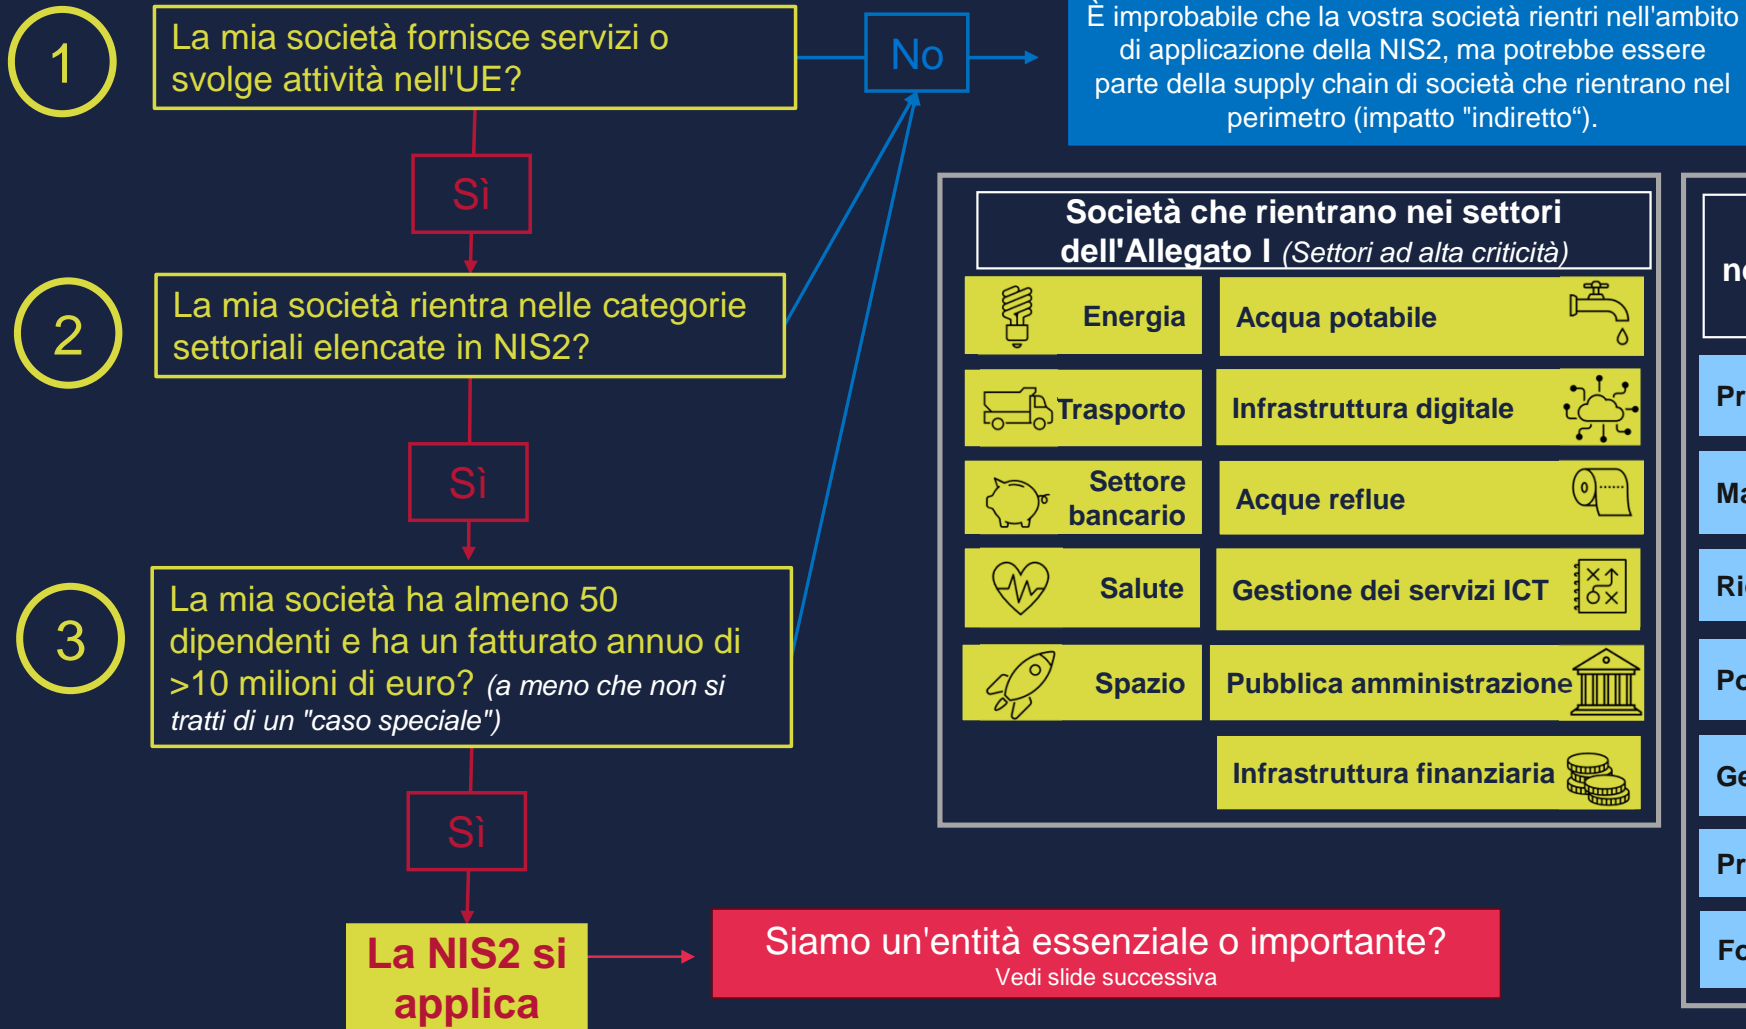 1
La mia società fornisce servizi o
svolge attività nell'UE?
No
È improbabile che la vostra società rientri nell'ambito
di applicazione della NIS2, ma potrebbe essere
parte della supply chain di società che rientrano nel
perimetro (impatto "indiretto“).
Sì
2
La mia società rientra nelle categorie
settoriali elencate in NIS2?
Sì
3
La mia società ha almeno 50
dipendenti e ha un fatturato annuo di
>10 milioni di euro? (a meno che non si
tratti di un "caso speciale")
Sì
La NIS2 si
applica
Siamo un'entità essenziale o importante?
Vedi slide successiva
Società che rientrano nei settori
dell'Allegato I (Settori ad alta criticità)
Energia
Acqua potabile
Trasporto
Infrastruttura digitale
Settore
bancario
Acque reflue
Salute
Gestione dei servizi ICT
Spazio
Pubblica amministrazione
Infrastruttura finanziaria